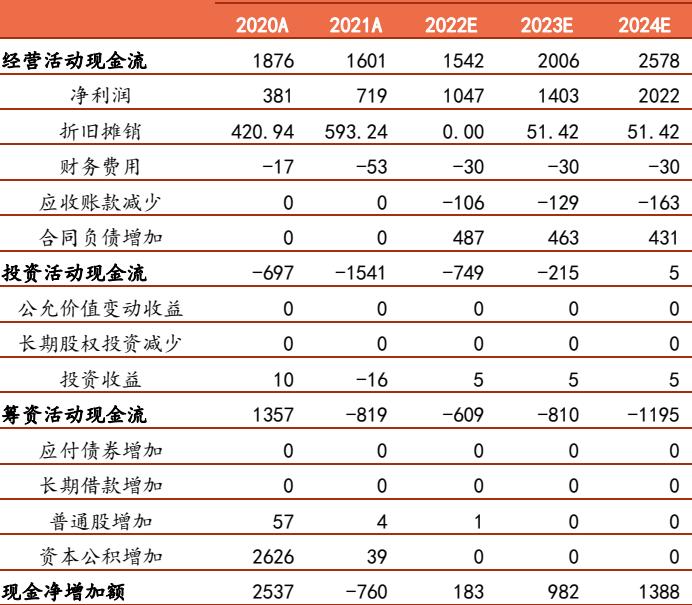 2020A 2021A 2022E 2023E 2024E
经营活动现金流 1876 1601 1542 2006 2578
净利润 381 719 1047 1403 2022
折旧摊销 420.94 593.24 0.00 51.42 51.42
财务费用 -17 -53 -30 -30 -30
应收账款减少 0 0 -106 -129 -163
合同负债增加 0 0 487 463 431
投资活动现金流 -697 -1541 -749 -215 5
公允价值变动收益 0 0 0 0 0
长期股权投资减少 0 0 0 0 0
投资收益 10 -16 5 5 5
筹资活动现金流 1357 -819 -609 -810 -1195
应付债券增加 0 0 0 0 0
长期借款增加 0 0 0 0 0
普通股增加 57 4 1 0 0
资本公积增加 2626 39 0 0 0
现金净增加额 2537 -760 183 982 1388